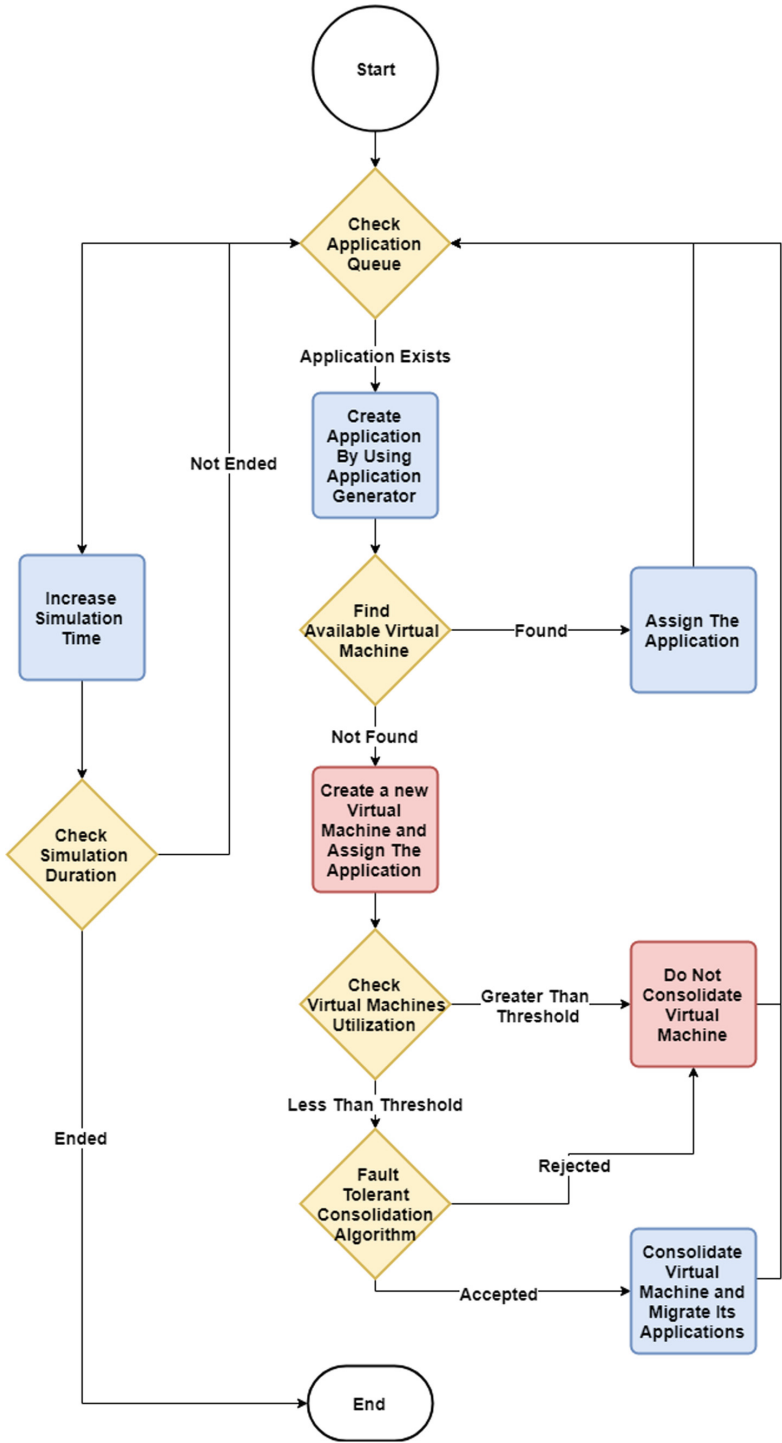 Start
Check
Application
Queue
Application Exists
Create
Application
By Using
Application
Generator
Not Ended
Increase
Simulation
Time
Find
Available Virtual
Machine
Found
Assign The
Application
Not Found
Create a new
Virtual
Machine and
Assign The
Application
Check
Simulation
Duration
Check
Virtual Machines
Utilization
Greater Than
Threshold
Do Not
Consolidate
Virtual
Machine
Less Than Threshold
Ended
Fault
Tolerant
Consolidation
Algorithm
Rejected
Accepted
Consolidate
Virtual
Machine and
Migrate Its
Applications
End